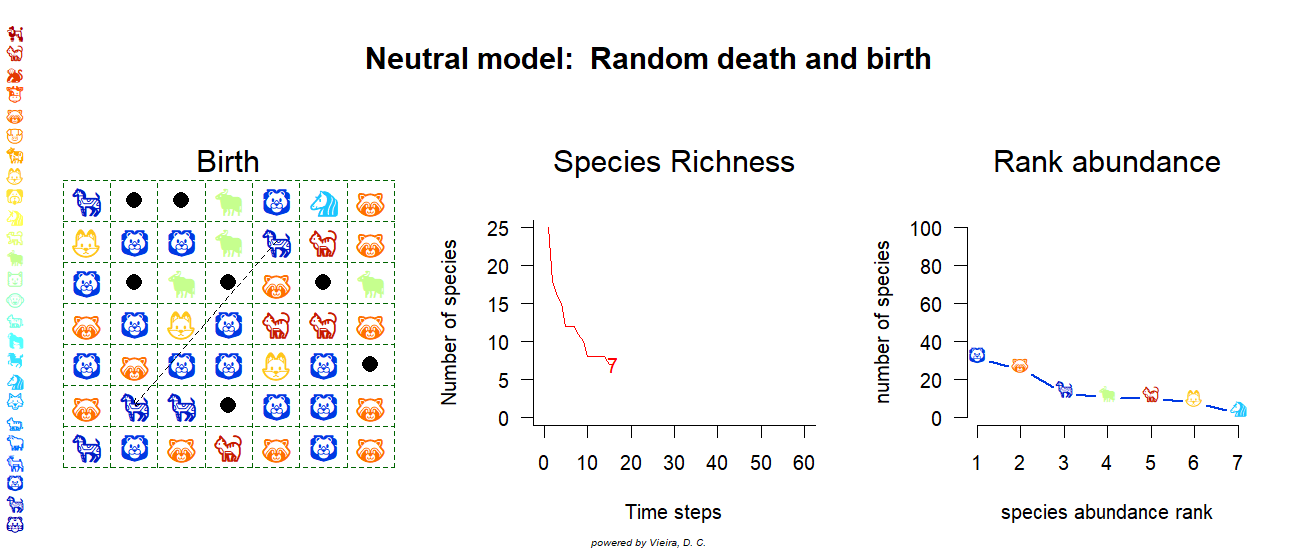 Neutral model:  Random death and birth
Birth
Species Richness
Rank abundance
Number of species
25
20
15
10
5
0
7
0 10 20 30 40 50 60
Time steps
number of species
100
80
60
40
20
0
1 2 3 4 5 6 7
species abundance rank
powered by Vieira, D. C.